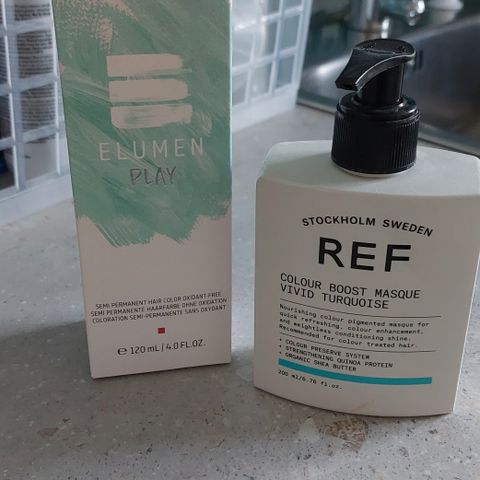 ELUMEN
PLAY
SEMI PERMANENT HAIR COLOR OXIDANT-FREE
SEMI PERMANENTE HAARFARBE OHNE OXIDATION
COLORATION SEMI-PERMANENTE SANS OXYDANT
℮ 120 mL / 4.0 FL.OZ.
STOCKHOLM SWEDEN
REF
COLOUR BOOST MASQUE
VIVID TURQUOISE
Nourishing colour pigmented masque for
quick refreshing, colour enhancement,
and weightless conditioning shine.
Recommended for colour treated hair.
+ COLOUR PRESERVE SYSTEM
+ STRENGTHENING QUINOA PROTEIN
+ ORGANIC SHEA BUTTER
200 ml/6.76 fl.oz.